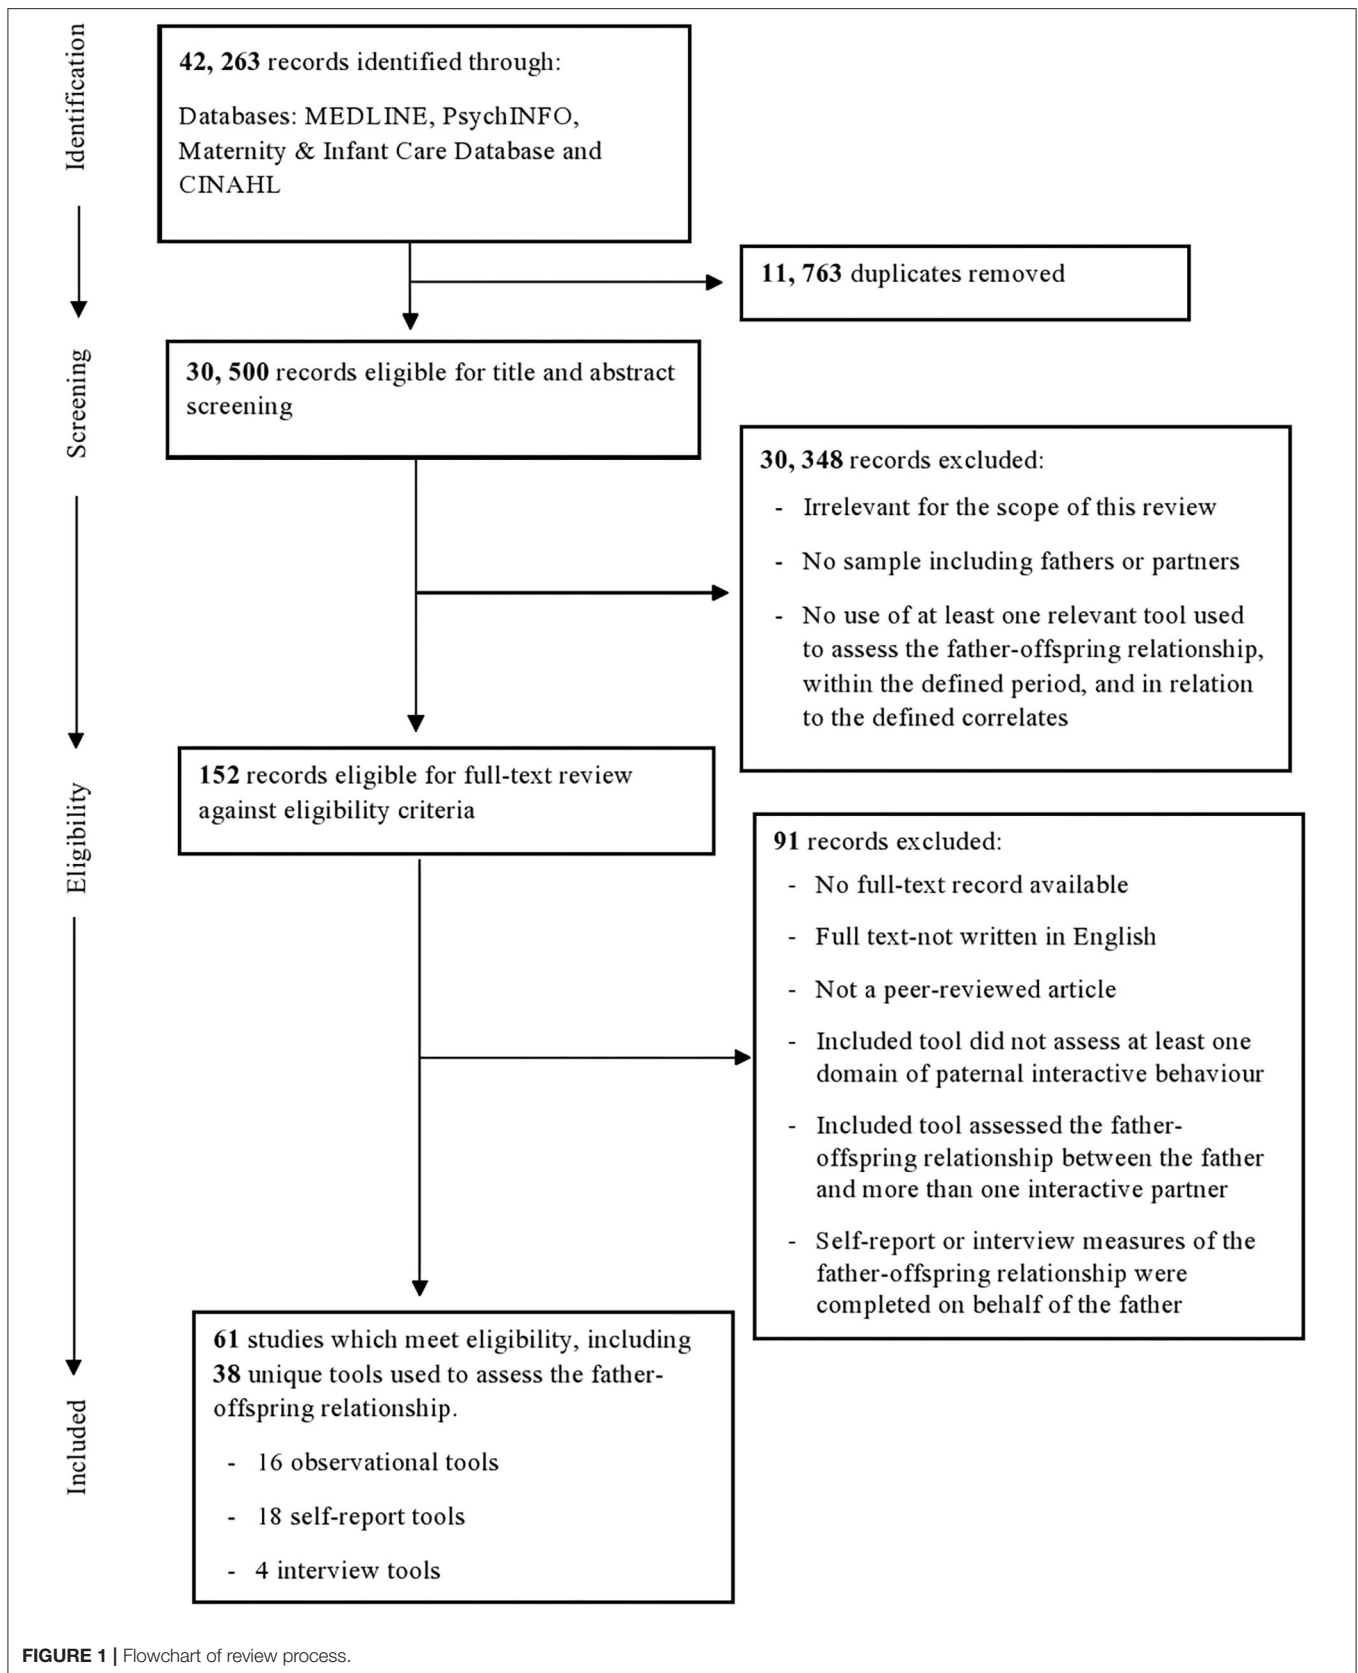 Identification
42, 263 records identified through:
Databases: MEDLINE, PsychINFO,
Maternity & Infant Care Database and
CINAHL
11, 763 duplicates removed
Screening
30, 500 records eligible for title and abstract
screening
30, 348 records excluded:
- Irrelevant for the scope of this review
- No sample including fathers or partners
- No use of at least one relevant tool used
to assess the father-offspring relationship,
within the defined period, and in relation
to the defined correlates
Eligibility
152 records eligible for full-text review
against eligibility criteria
91 records excluded:
- No full-text record available
- Full text-not written in English
- Not a peer-reviewed article
- Included tool did not assess at least one
domain of paternal interactive behaviour
- Included tool assessed the father-
offspring relationship between the father
and more than one interactive partner
- Self-report or interview measures of the
father-offspring relationship were
completed on behalf of the father
Included
61 studies which meet eligibility, including
38 unique tools used to assess the father-
offspring relationship.
- 16 observational tools
- 18 self-report tools
- 4 interview tools
FIGURE 1 | Flowchart of review process.